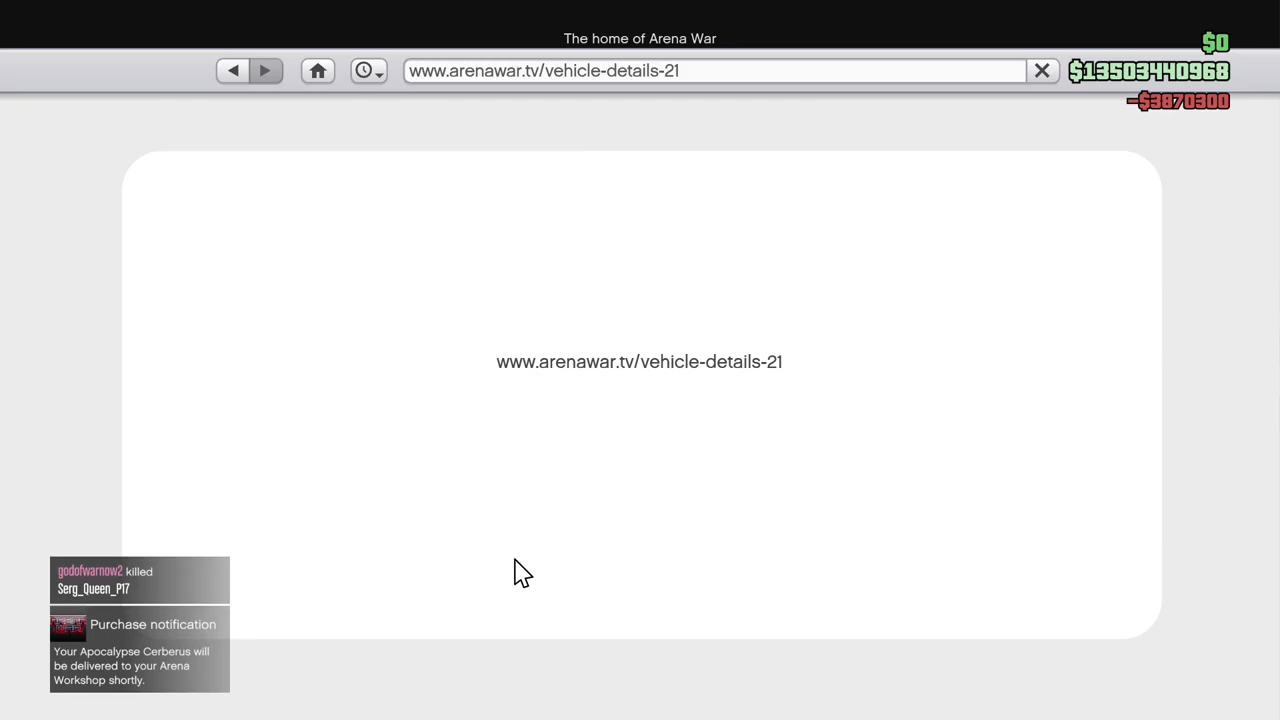 The home of Arena War
$0
www.arenawar.tv/vehicle-details-21
$13503440968
-$3870300
www.arenawar.tv/vehicle-details-21
godofwarnow2 killed
Serg_Queen_P17
Purchase notification
Your Apocalypse Cerberus will
be delivered to your Arena
Workshop shortly.